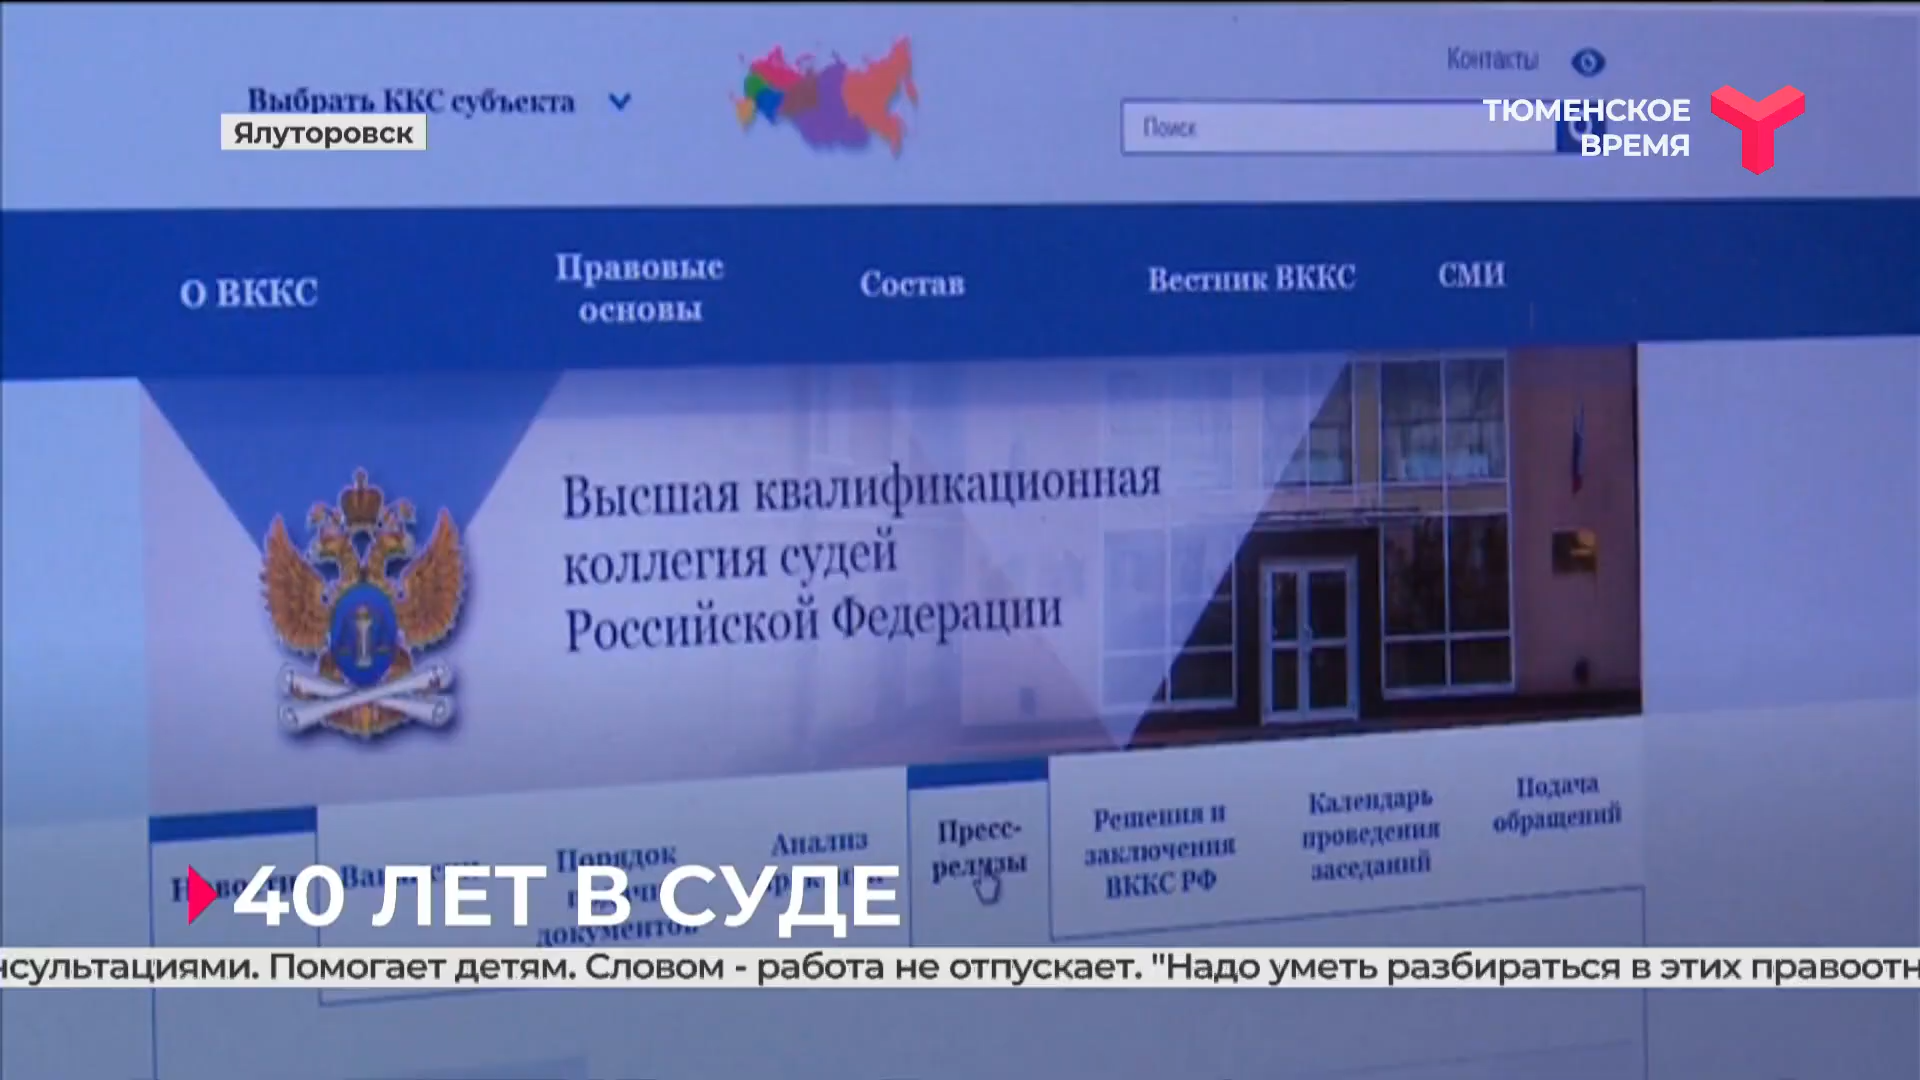 Контакты
Выбрать ККС субъекта
Ялуторовск
Поиск
ТЮМЕНСКОЕ
ВРЕМЯ
О ВККС
Правовые
основы
Состав
Вестник ВККС
СМИ
Высшая квалификационная
коллегия судей
Российской Федерации
Порядок
документов
Анализ
Пресс-
релизы
Решения и
заключения
ВККС РФ
Календарь
проведения
заседаний
Подача
обращений
40 ЛЕТ В СУДЕ
нсультациями. Помогает детям. Словом - работа не отпускает. "Надо уметь разбираться в этих правоотн